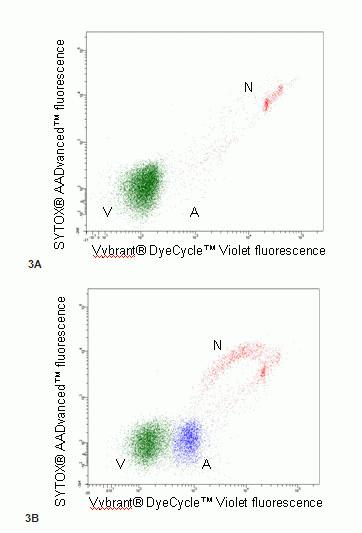 SYTOX® AADvanced™ fluorescence
N
V
A
Vybrant® DyeCycle™ Violet fluorescence
3A
SYTOX® AADvanced™ fluorescence
N
V
A
Vybrant® DyeCycle™ Violet fluorescence
3B